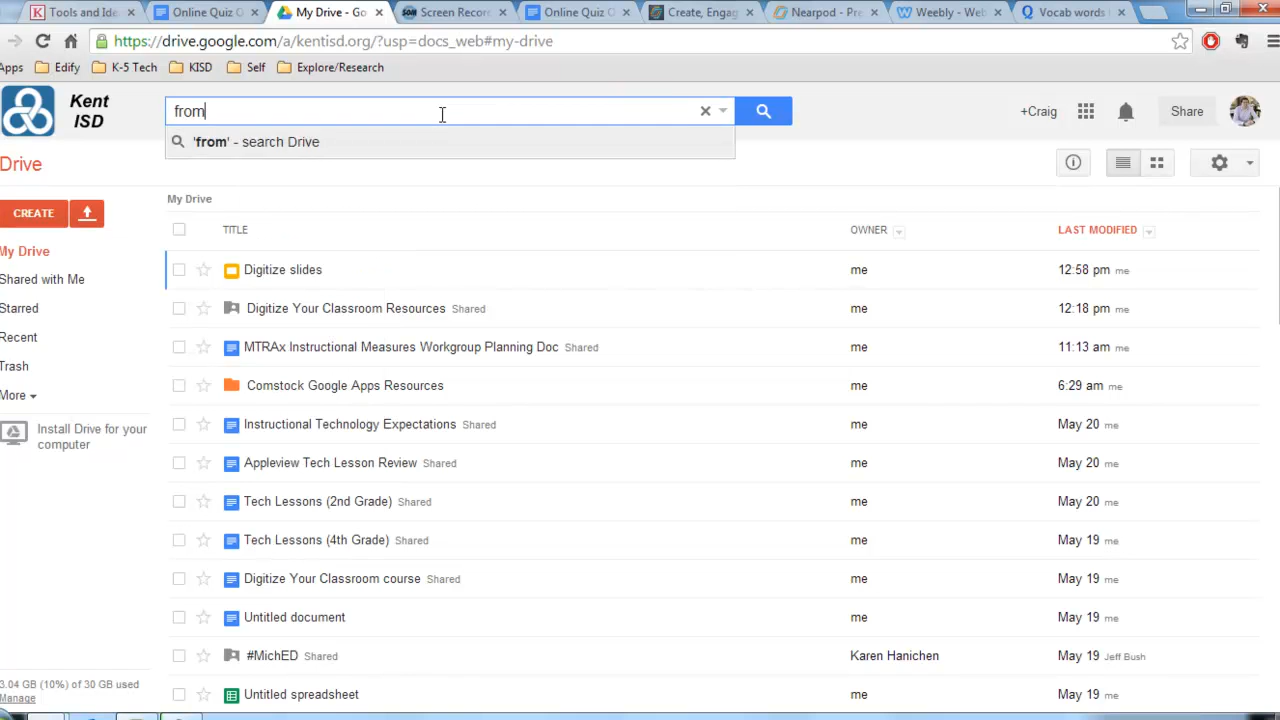 Tools and Ide
Online Quiz O
My Drive - Go
Screen Recor
Online Quiz O
Create, Engag
Nearpod - Pre
Weebly - Web
Vocab words
https://drive.google.com/a/kentisd.org/?usp=docs_web#my-drive
Apps
Edify
K-5 Tech
KISD
Self
Explore/Research
Kent
ISD
from
+Craig
Share
'from' - search Drive
Drive
CREATE
My Drive
Shared with Me
Starred
Recent
Trash
More
Install Drive for your
computer
3.04 GB (10%) of 30 GB used
Manage
My Drive
TITLE OWNER LAST MODIFIED
Digitize slides me 12:58 pm me
Digitize Your Classroom Resources Shared me 12:18 pm me
MTRAx Instructional Measures Workgroup Planning Doc Shared me 11:13 am me
Comstock Google Apps Resources me 6:29 am me
Instructional Technology Expectations Shared me May 20 me
Appleview Tech Lesson Review Shared me May 20 me
Tech Lessons (2nd Grade) Shared me May 20 me
Tech Lessons (4th Grade) Shared me May 19 me
Digitize Your Classroom course Shared me May 19 me
Untitled document me May 19 me
#MichED Shared Karen Hanichen May 19 Jeff Bush
Untitled spreadsheet me May 19 me